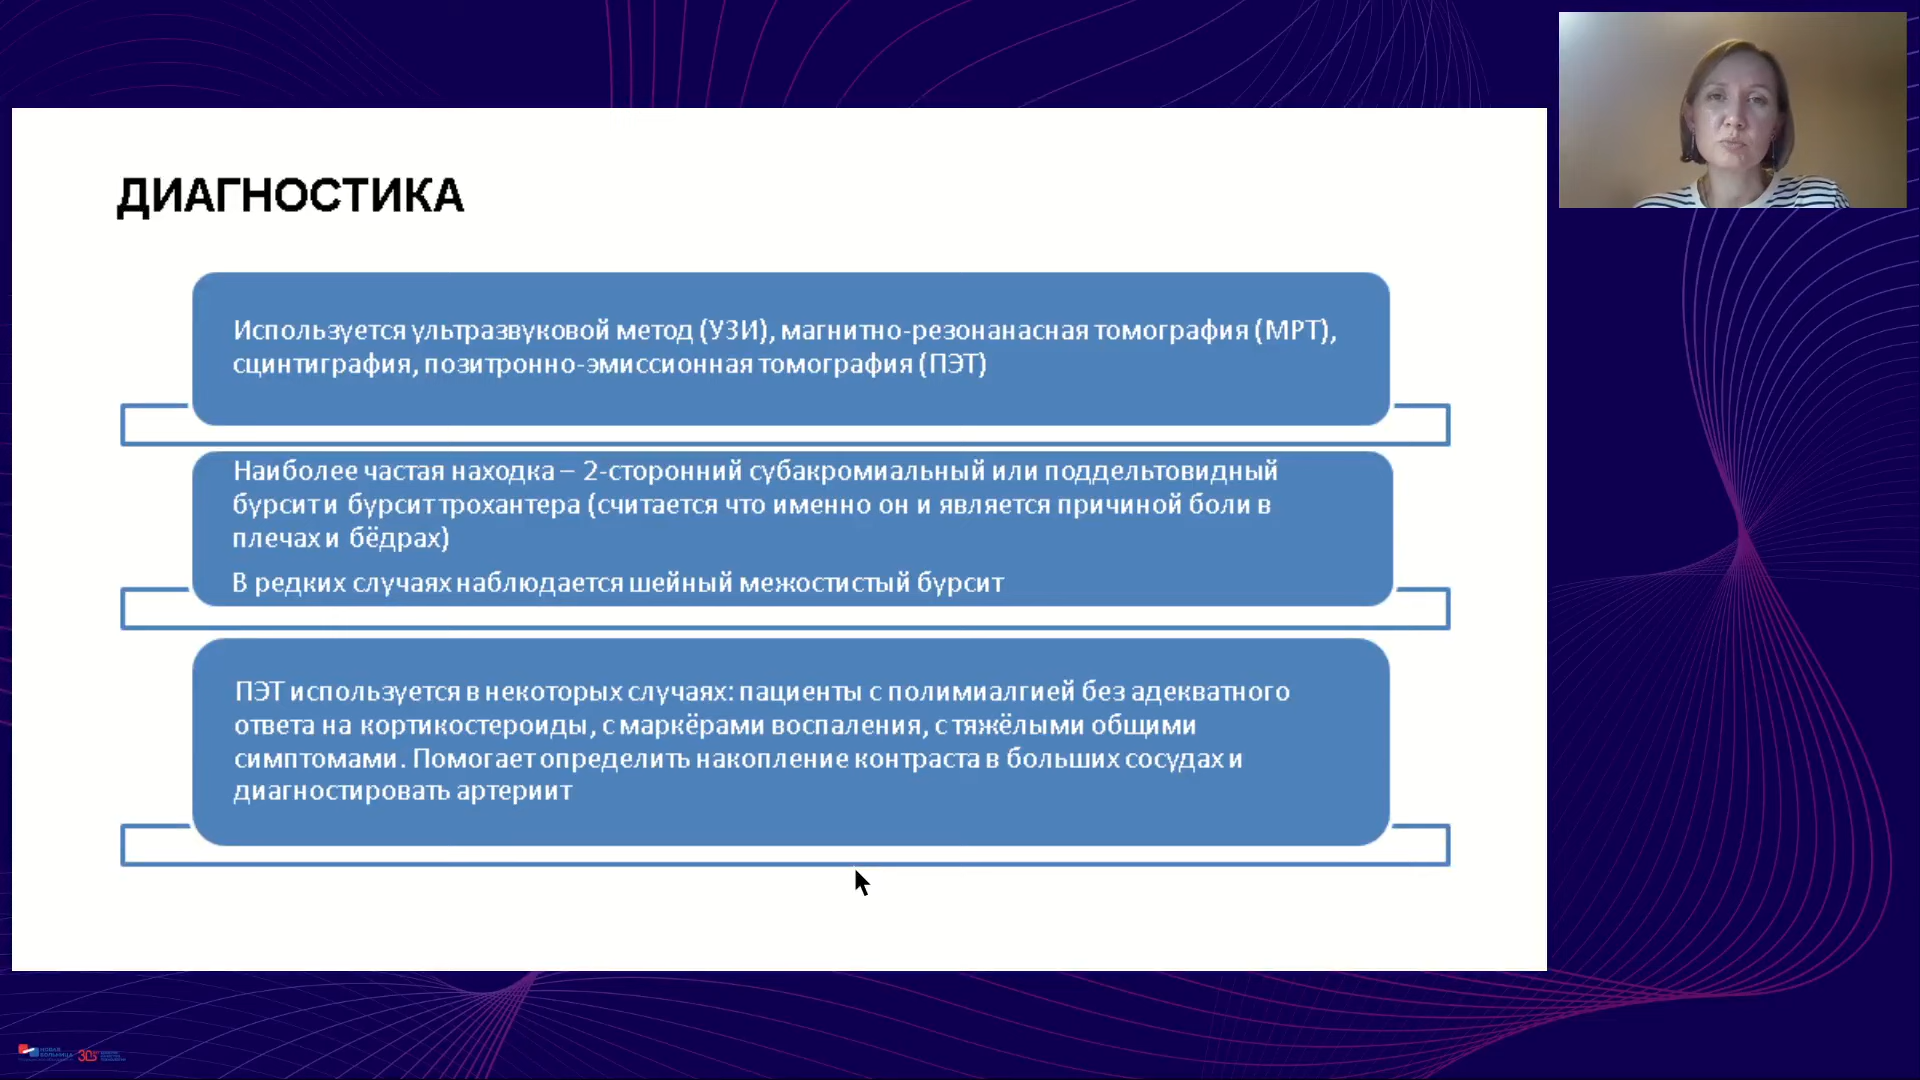 ДИАГНОСТИКА
Используется ультразвуковой метод (УЗИ), магнитно-резонанасная томография (МРТ),
сцинтиграфия, позитронно-эмиссионная томография (ПЭТ)
Наиболее частая находка – 2-сторонний субакромиальный или поддельтовидный
бурсит и бурсит трохантера (считается что именно он и является причиной боли в
плечах и бёдрах)
В редких случаях наблюдается шейный межостистый бурсит
ПЭТ используется в некоторых случаях: пациенты с полимиалгией без адекватного
ответа на кортикостероиды, с маркёрами воспаления, с тяжёлыми общими
симптомами. Помогает определить накопление контраста в больших сосудах и
диагностировать артериит
НОВАЯ
БОЛЬНИЦА
30